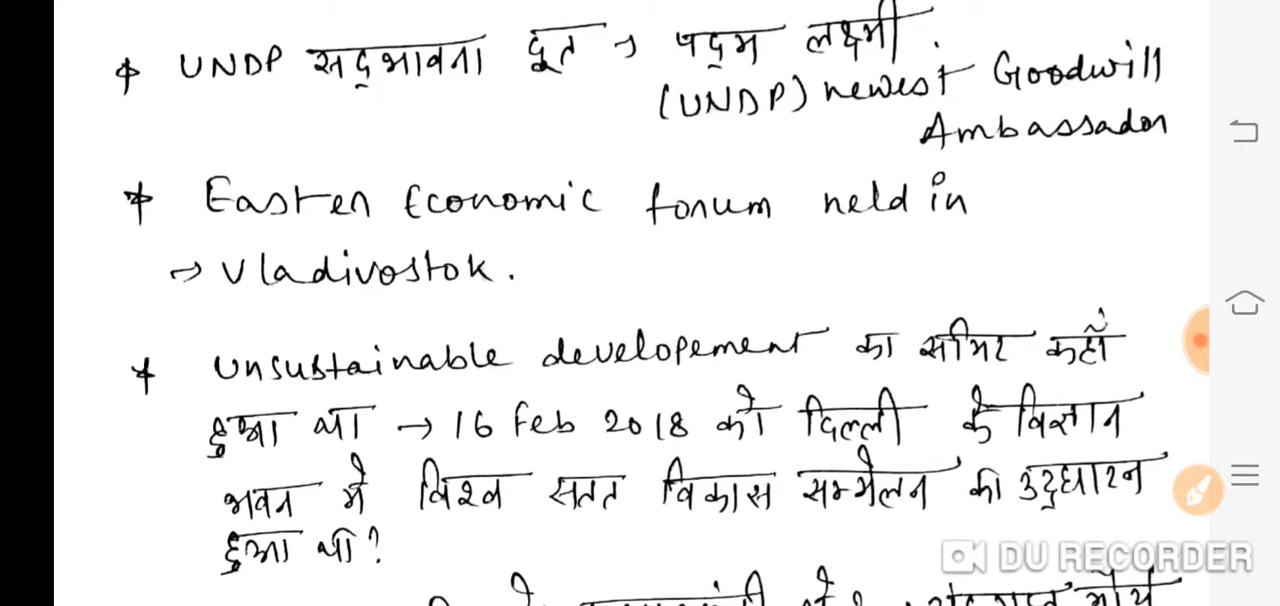 * UNDP सद्भावना दूत → पद्म लक्ष्मी.
(UNDP) newest Goodwill
Ambassador
* Easten Economic forum held in
→ Vladivostok.
* Unsustainable developement का सीमर कहाँ
हुआ था → 16 Feb 2018 को दिल्ली के विज्ञान
भवन में विश्व सतत विकास सम्मेलन की उद्घाटन
हुआ थी?
DU RECORDER